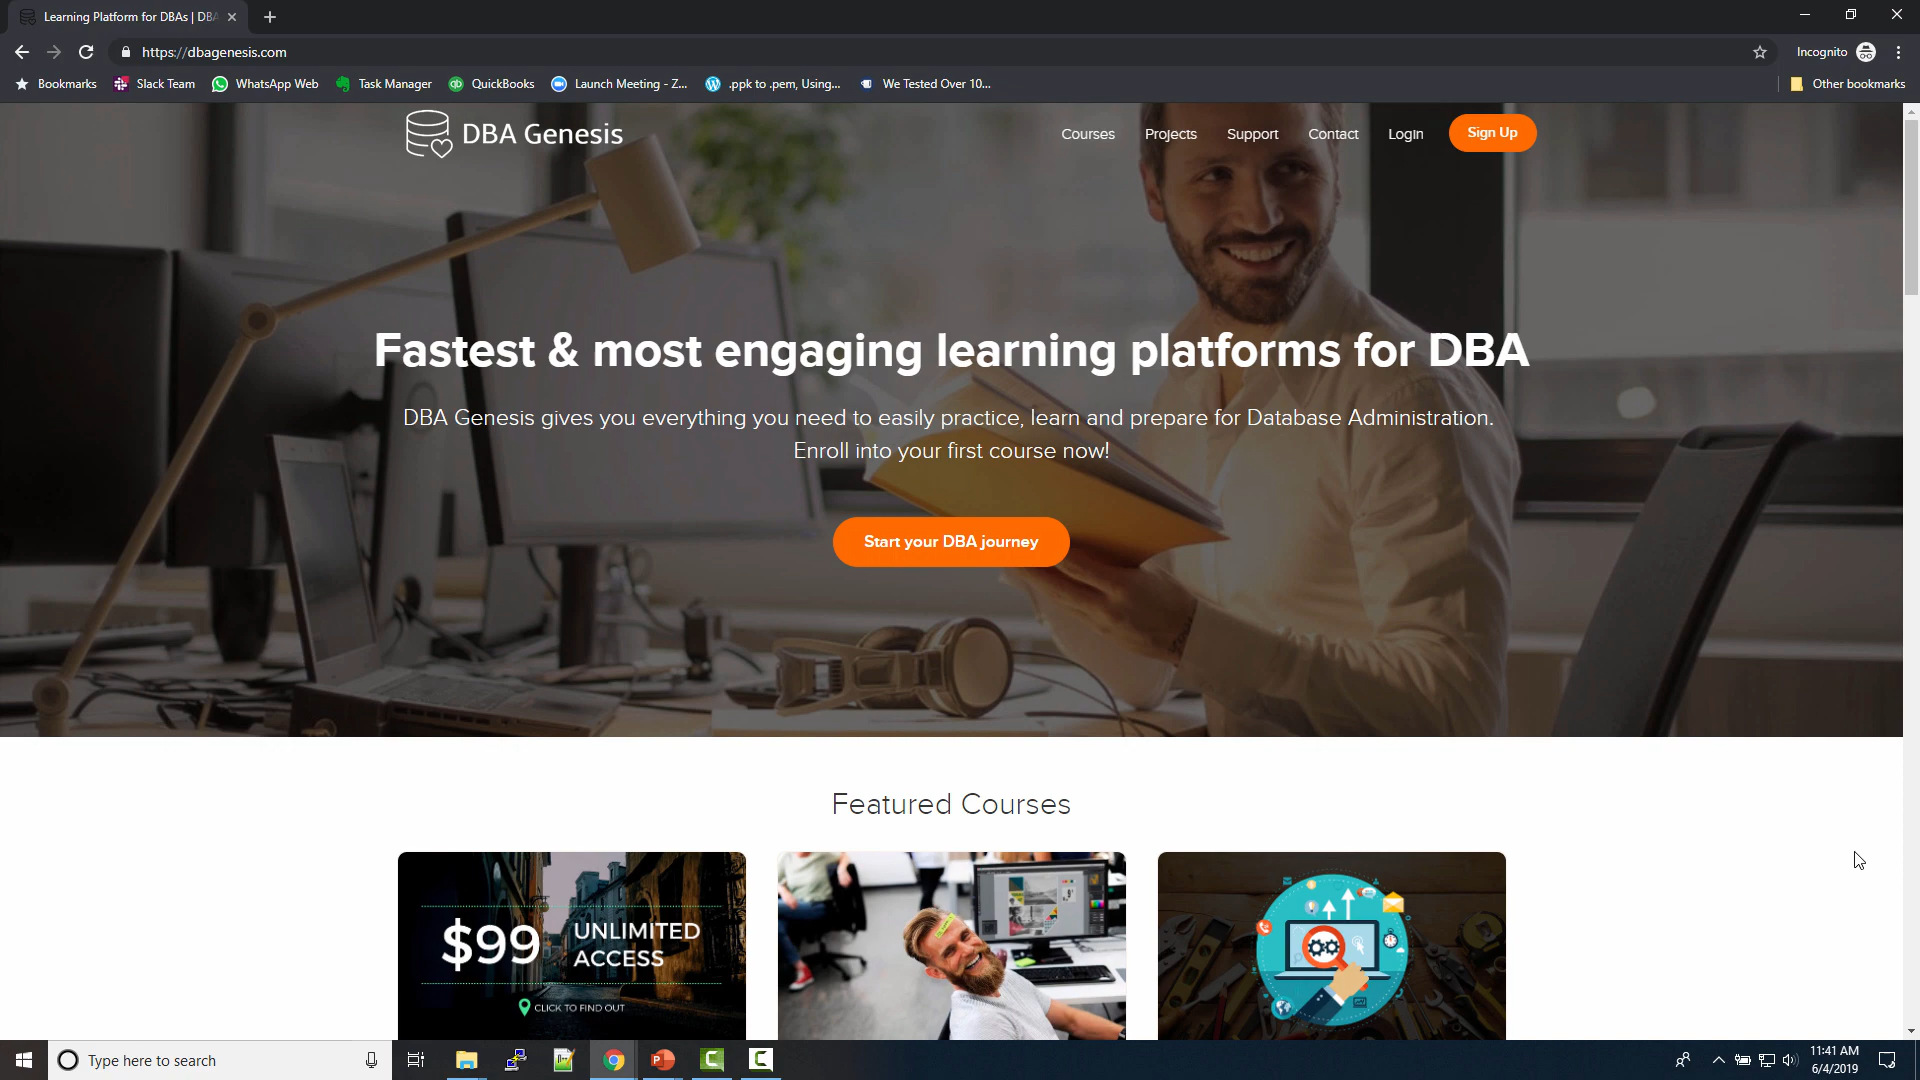 Learning Platform for DBAs | DBA
https://dbagenesis.com
Incognito
Bookmarks
Slack Team
WhatsApp Web
Task Manager
QuickBooks
Launch Meeting - Z...
.ppk to .pem, Using...
We Tested Over 10...
Other bookmarks
DBA Genesis
Courses
Projects
Support
Contact
Login
Sign Up
Fastest & most engaging learning platforms for DBA
DBA Genesis gives you everything you need to easily practice, learn and prepare for Database Administration.
Enroll into your first course now!
Start your DBA journey
Featured Courses
$99
UNLIMITED
ACCESS
CLICK TO FIND OUT
Type here to search
11:41 AM
6/4/2019